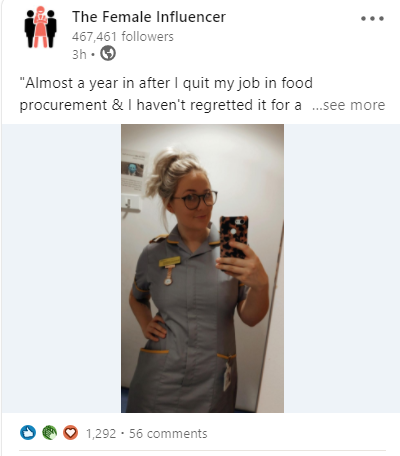 The Female Influencer
467,461 followers
3h •
"Almost a year in after I quit my job in food
procurement & I haven't regretted it for a ...see more
1,292 • 56 comments